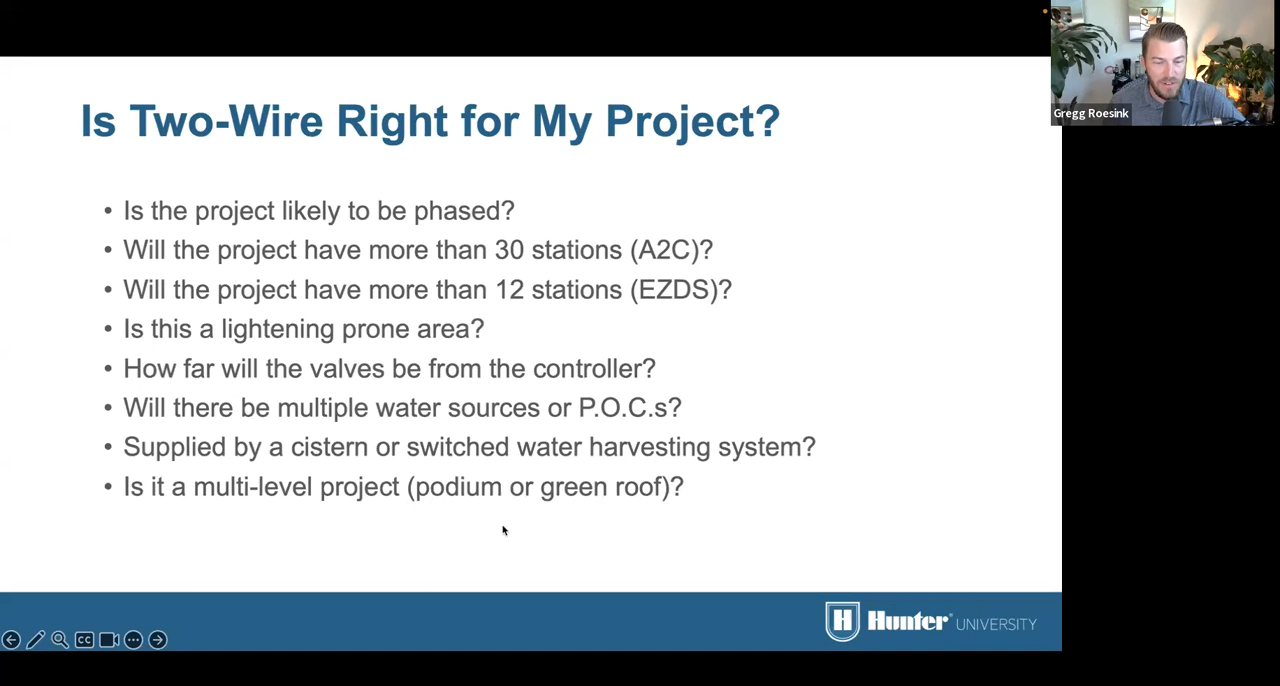 Is Two-Wire Right for My Project?
• Is the project likely to be phased?
• Will the project have more than 30 stations (A2C)?
• Will the project have more than 12 stations (EZDS)?
• Is this a lightening prone area?
• How far will the valves be from the controller?
• Will there be multiple water sources or P.O.C.s?
• Supplied by a cistern or switched water harvesting system?
• Is it a multi-level project (podium or green roof)?
Gregg Roesink
CC
H Hunter® UNIVERSITY